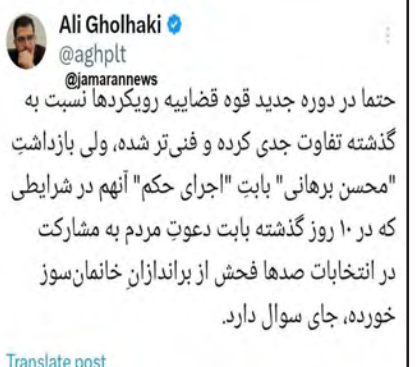 Ali Gholhaki
@aghplt
@jamarannews
حتما در دوره جدید قوه قضاییه رویکردها نسبت به
گذشته تفاوت جدی کرده و فنی‌تر شده، ولی بازداشتِ
"محسن برهانی" بابتِ "اجرای حکم" آنهم در شرایطی
که در ۱۰ روز گذشته بابت دعوتِ مردم به مشارکت
در انتخابات صدها فحش از براندازانِ خانمان‌سوز
خورده، جای سوال دارد.
Translate post